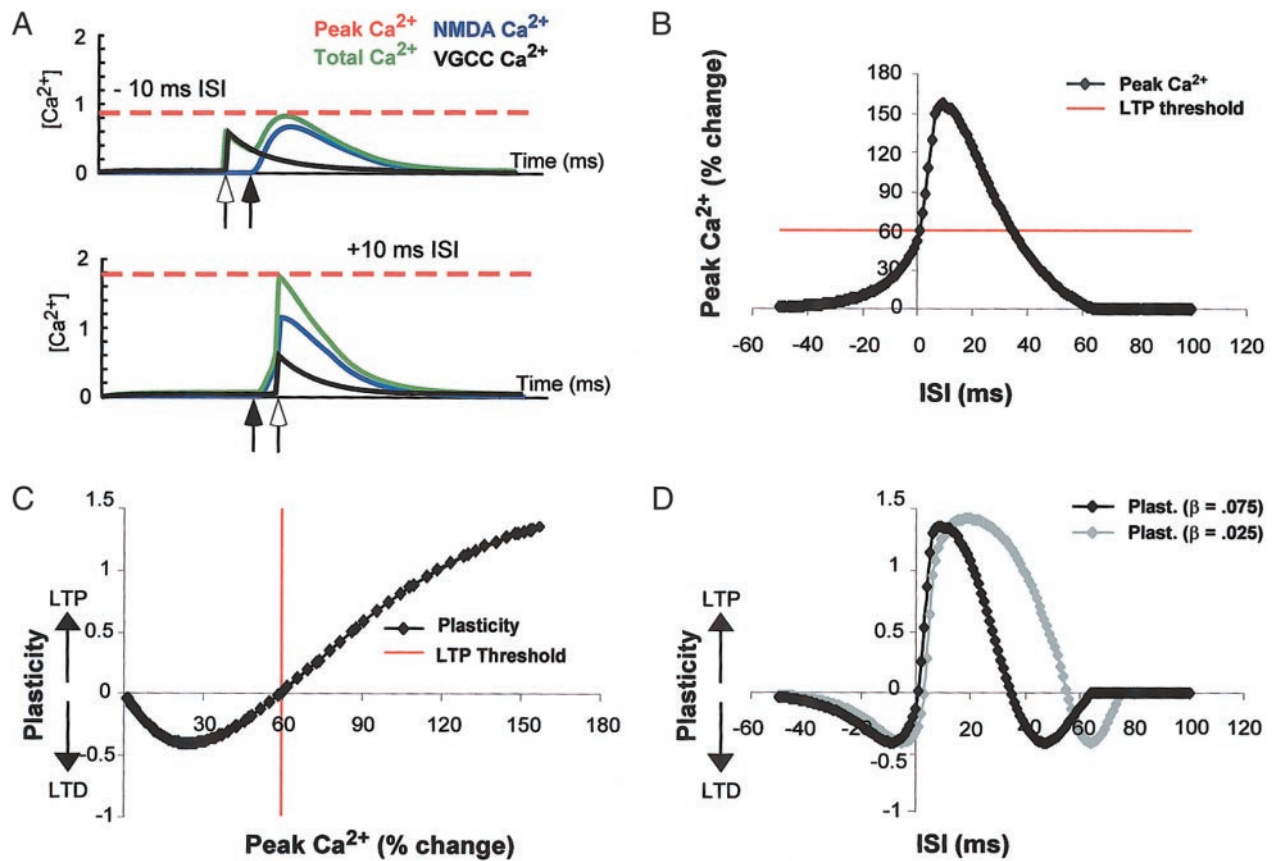 A
Peak Ca2+ NMDA Ca2+
Total Ca2+ VGCC Ca2+
2
1
0
[Ca2+]
- 10 ms ISI
Time (ms)
2
1
0
[Ca2+]
+10 ms ISI
Time (ms)
B
Peak Ca2+ (% change)
180
150
120
90
60
30
0
Peak Ca2+
LTP threshold
-60 -40 -20 0 20 40 60 80 100 120
ISI (ms)
C
Plasticity
LTP
LTD
1.5
1
0.5
0
-0.5
-1
30 60 90 120 150 180
Plasticity
LTP Threshold
Peak Ca2+ (% change)
D
Plasticity
LTP
LTD
1.5
1
0.5
0
-0.5
-1
Plast. (β = .075)
Plast. (β = .025)
-60 -40 -20 20 40 60 80 100 120
ISI (ms)